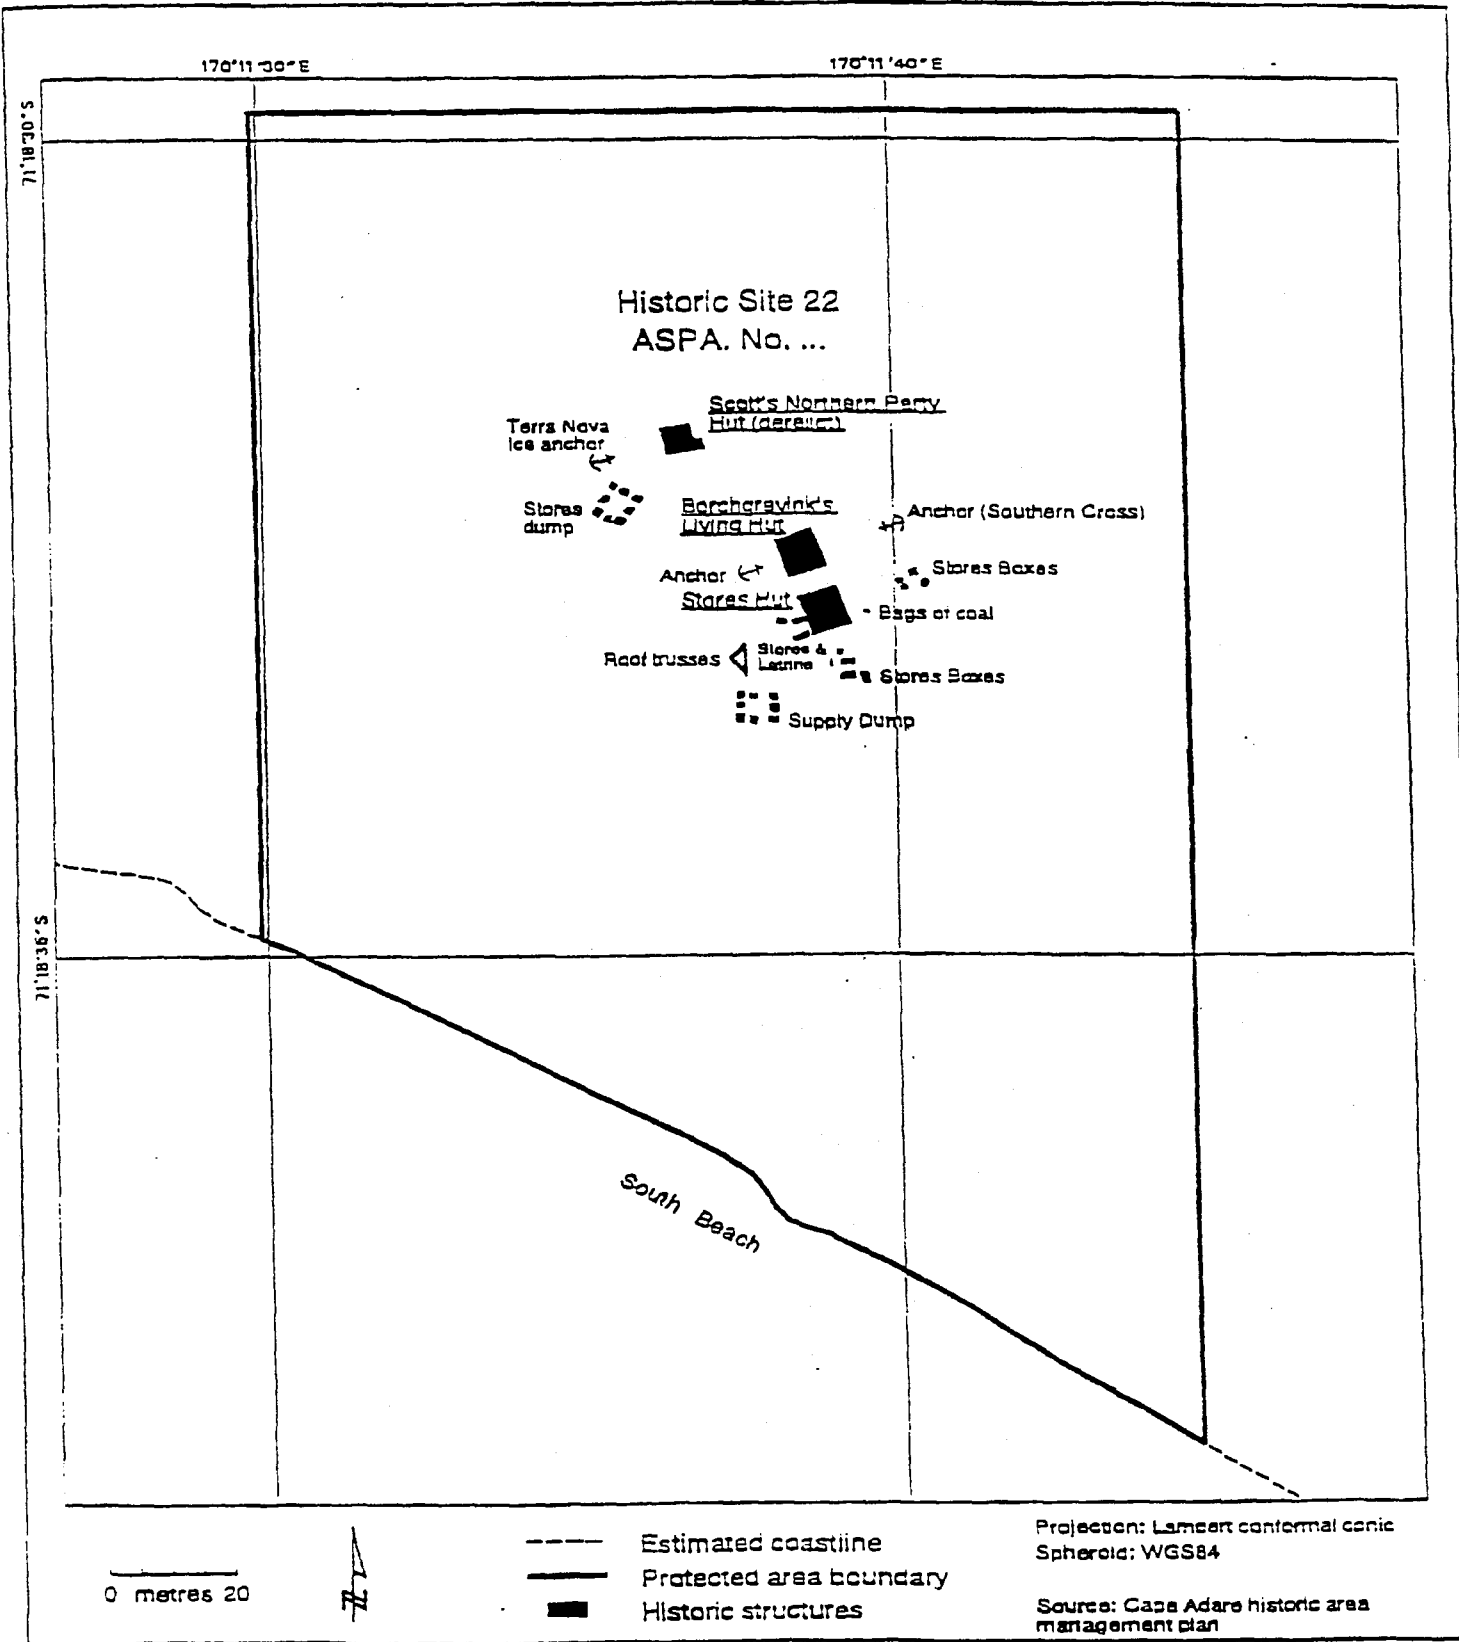 170°11'30"E
170°11'40"E
71°18'30"S
Historic Site 22
ASPA. No. ...
Scott's Northern Party
Hut (derelict)
Terra Nova
Ice anchor
Stores
dump
Borchgravink's
Living Hut
Anchor (Southern Cross)
Anchor
Stores Boxes
Stores Hut
Bags of coal
Roof trusses
Stores &
Latrine
Stores Boxes
Supply Dump
71°18'36"S
South Beach
Estimated coastline
Protected area boundary
Historic structures
0 metres 20
N
Projection: Lambert conformal conic
Spheroid: WGS84
Source: Cape Adare historic area
management plan